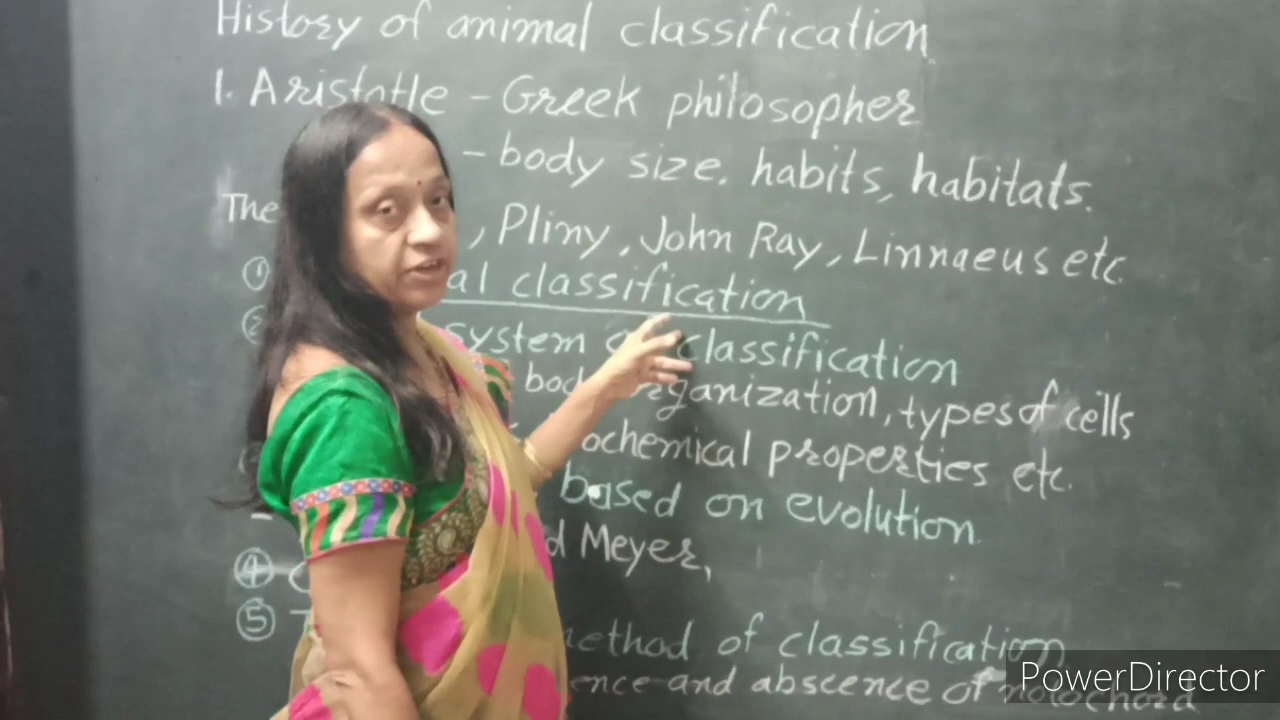 History of animal classification
1. Aristotle - Greek philosopher
- body size, habits, habitats.
The , Pliny, John Ray, Linnaeus etc.
① al classification
② system of classification
body organization, types of cells
ochemical properties etc.
based on evolution.
d Meyer,
④
⑤ method of classification
ence and abscence of notochord
PowerDirector